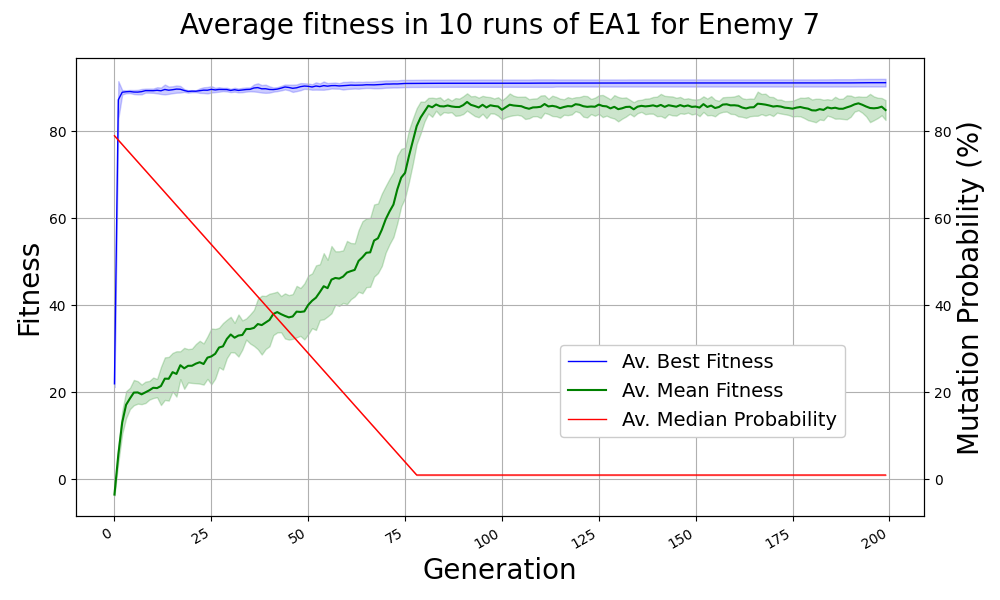 Average fitness in 10 runs of EA1 for Enemy 7
Fitness
80
60
40
20
0
80
60
40
20
0
Mutation Probability (%)
Av. Best Fitness
Av. Mean Fitness
Av. Median Probability
0 25 50 75 100 125 150 175 200
Generation